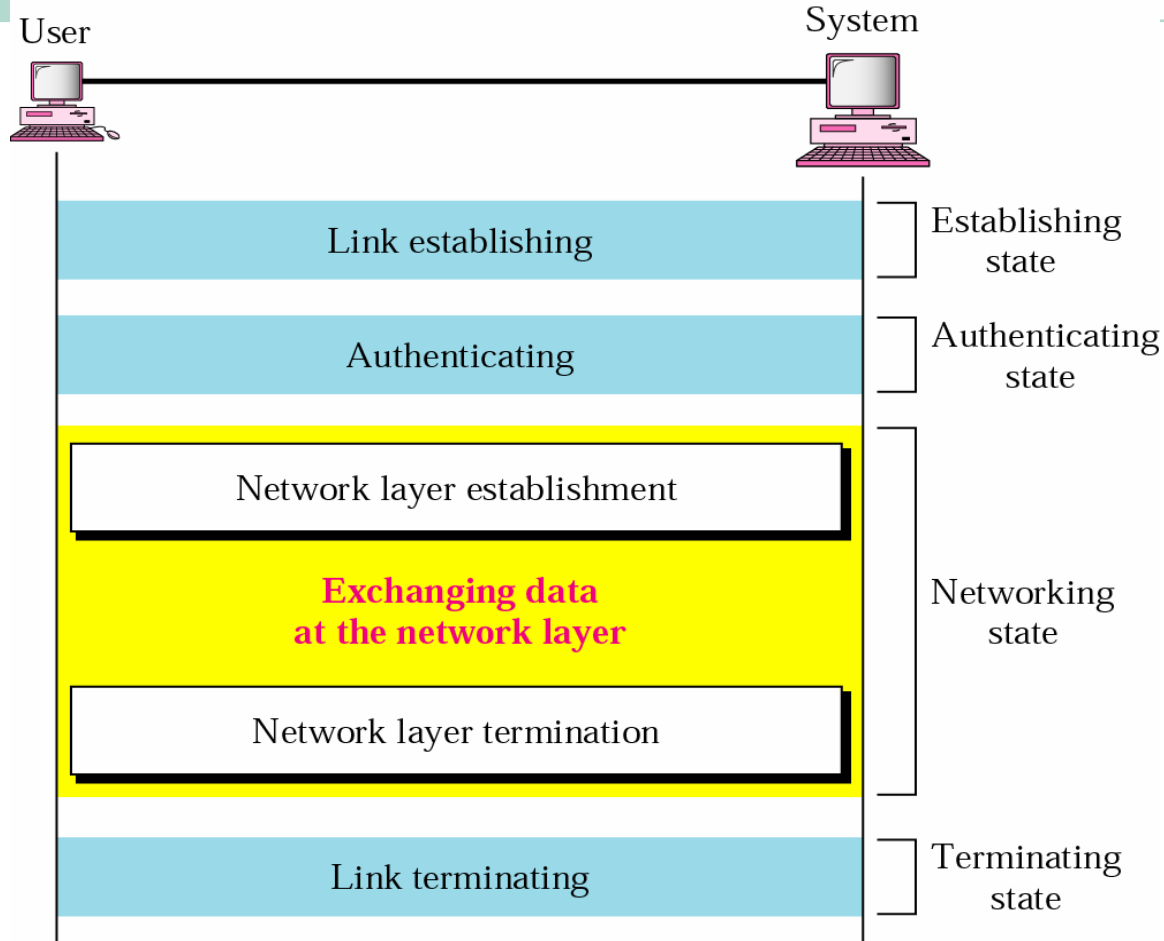 User
System
Link establishing
Establishing
state
Authenticating
Authenticating
state
Network layer establishment
Exchanging data
at the network layer
Networking
state
Network layer termination
Link terminating
Terminating
state